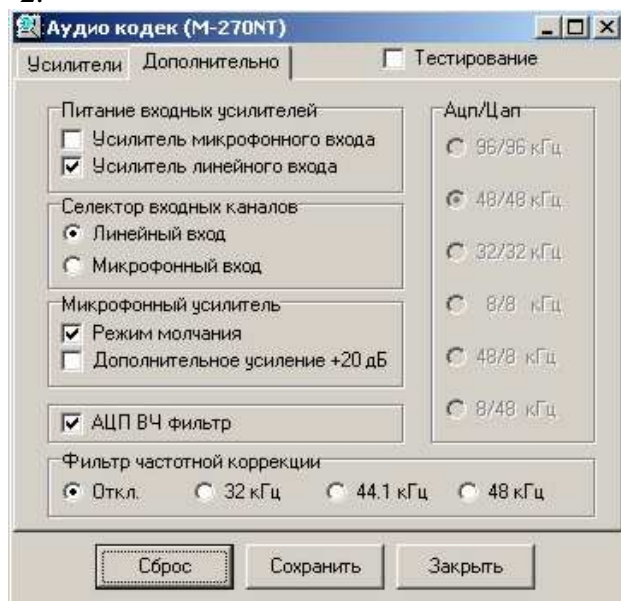 2.
Аудио кодек (M-270NT)
Усилители Дополнительно Тестирование
Питание входных усилителей
Усилитель микрофонного входа
Усилитель линейного входа
Селектор входных каналов
Линейный вход
Микрофонный вход
Микрофонный усилитель
Режим молчания
Дополнительное усиление +20 дБ
АЦП ВЧ фильтр
Ацп/Цап
96/96 кГц
48/48 кГц
32/32 кГц
8/8 кГц
48/8 кГц
8/48 кГц
Фильтр частотной коррекции
Откл. 32 кГц 44.1 кГц 48 кГц
Сброс Сохранить Закрыть